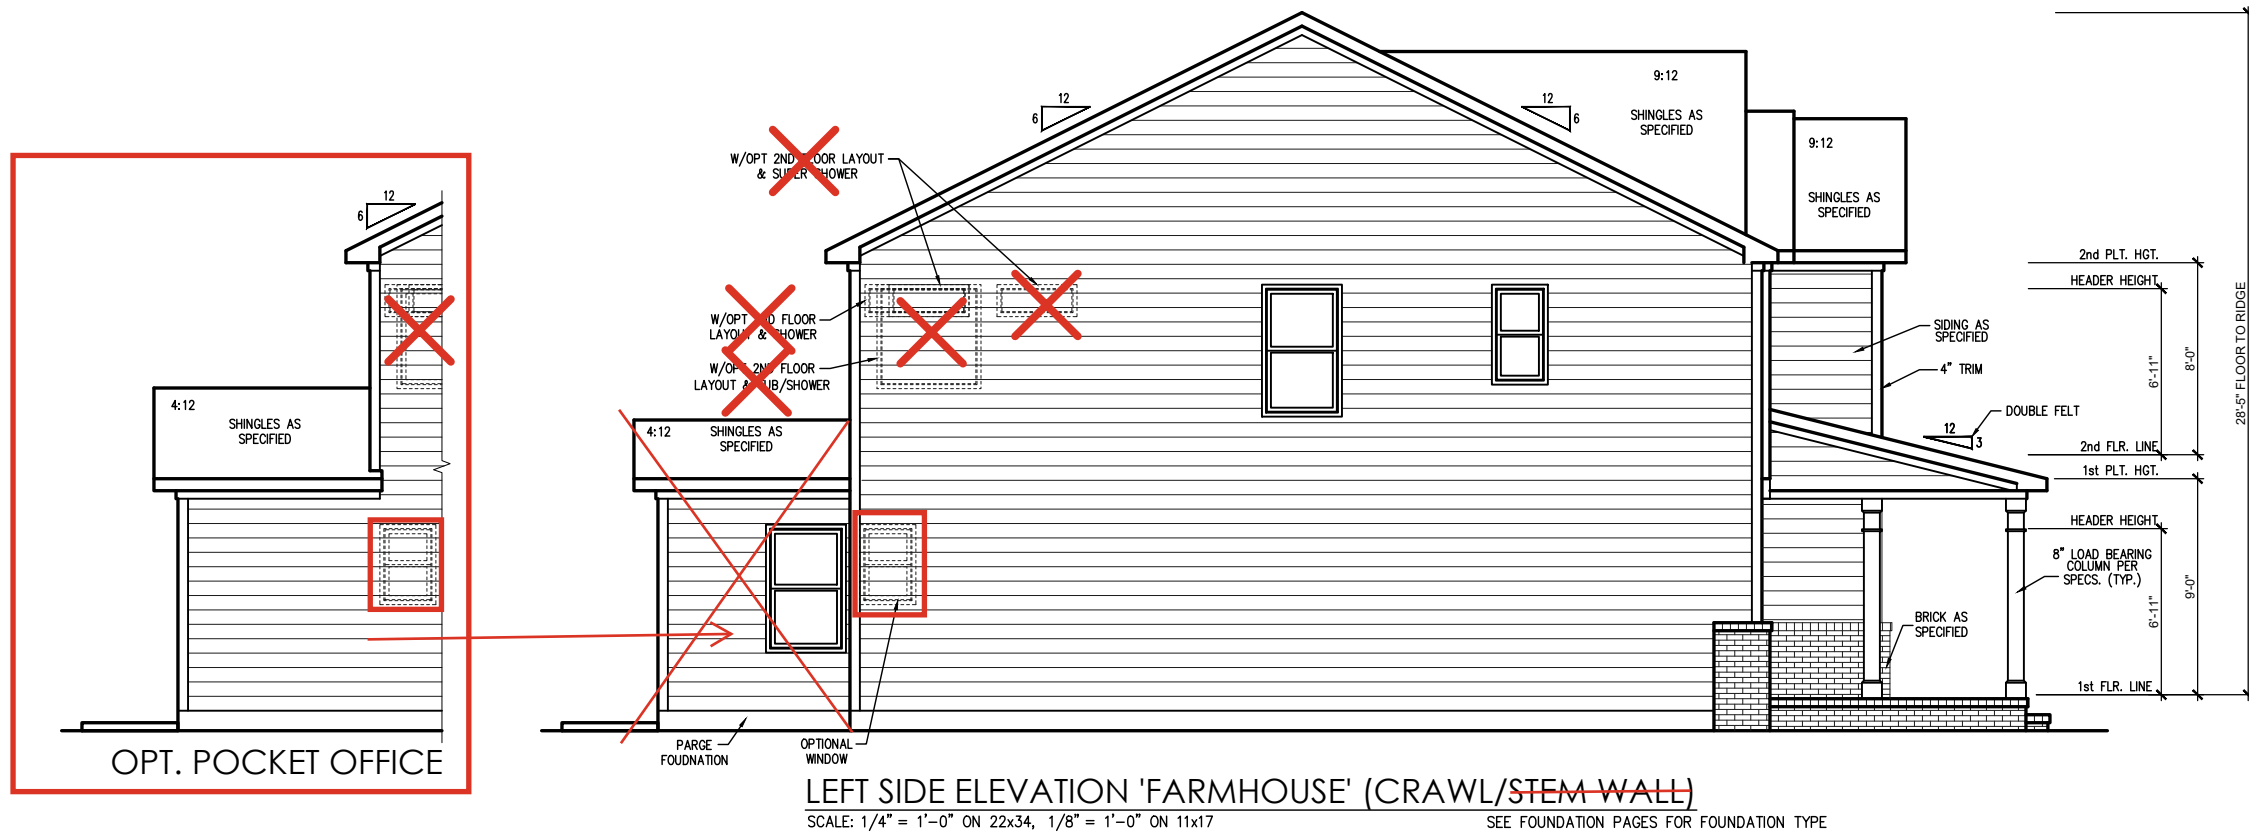 12
6
4:12
SHINGLES AS
SPECIFIED
OPT. POCKET OFFICE
W/OPT 2ND FLOOR LAYOUT
& SUPER SHOWER
12
6
12
6
9:12
SHINGLES AS
SPECIFIED
9:12
SHINGLES AS
SPECIFIED
W/OPT 2ND FLOOR
LAYOUT & SHOWER
W/OPT 2ND FLOOR
LAYOUT & TUB/SHOWER
4:12
SHINGLES AS
SPECIFIED
PARGE
FOUDNATION
OPTIONAL
WINDOW
SIDING AS
SPECIFIED
4" TRIM
DOUBLE FELT
12
3
8" LOAD BEARING
COLUMN PER
SPECS. (TYP.)
BRICK AS
SPECIFIED
2nd PLT. HGT.
HEADER HEIGHT
2nd FLR. LINE
1st PLT. HGT.
HEADER HEIGHT
1st FLR. LINE
6'-11"
8'-0"
6'-11"
9'-0"
28'-5" FLOOR TO RIDGE
LEFT SIDE ELEVATION 'FARMHOUSE' (CRAWL/STEM WALL)
SCALE: 1/4" = 1'-0" ON 22x34, 1/8" = 1'-0" ON 11x17
SEE FOUNDATION PAGES FOR FOUNDATION TYPE